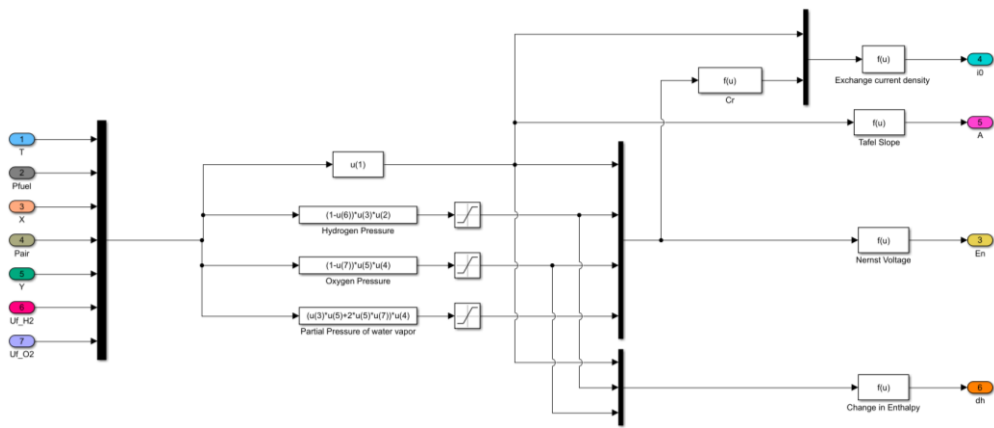 1
T
2
Pfuel
3
X
4
Pair
5
Y
6
Uf_H2
7
Uf_O2
u(1)
(1-u(6))*u(3)*u(2)
Hydrogen Pressure
(1-u(7))*u(5)*u(4)
Oxygen Pressure
(u(3)*u(5)+2*u(5)*u(7))*u(4)
Partial Pressure of water vapor
f(u)
Cr
f(u)
Exchange current density
4
i0
f(u)
Tafel Slope
5
A
f(u)
Nernst Voltage
3
En
f(u)
Change in Enthalpy
6
dh